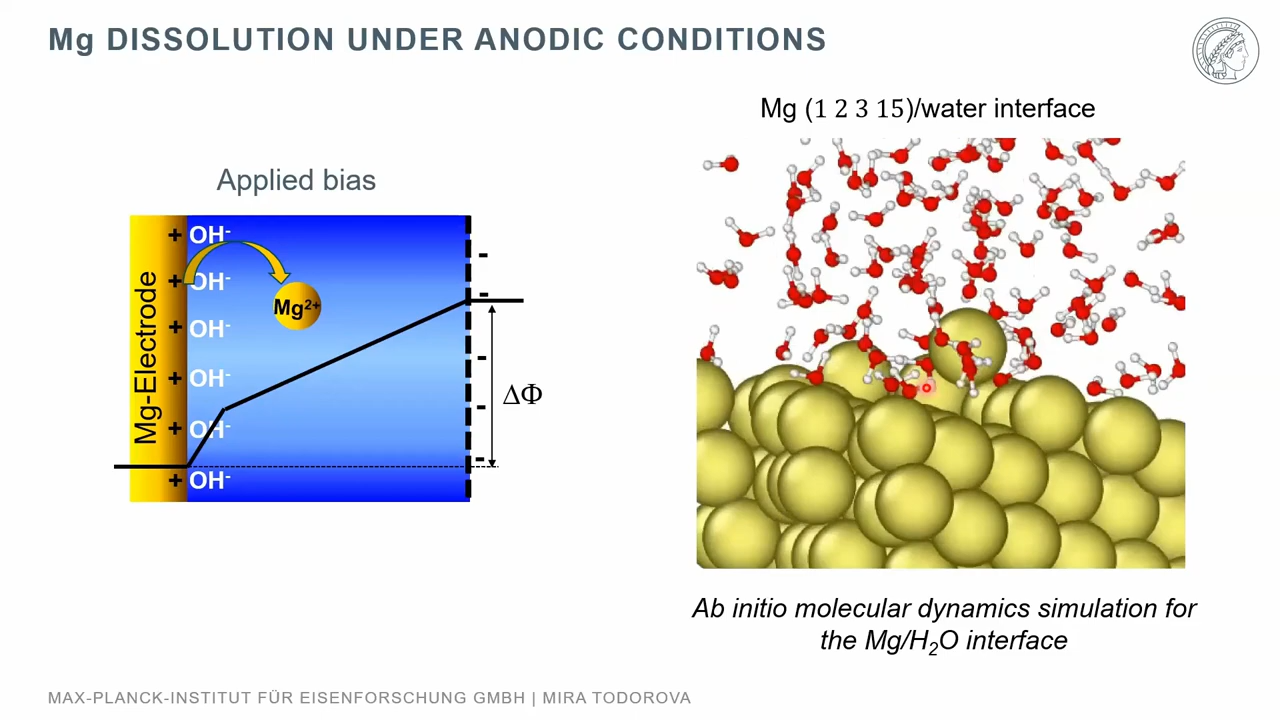 Mg DISSOLUTION UNDER ANODIC CONDITIONS
Mg (1 2 3 15)/water interface
Applied bias
Mg-Electrode
+ OH⁻ -
+ OH⁻ -
Mg²⁺
+ OH⁻
+ OH⁻ -
ΔΦ
+ OH⁻ -
+ OH⁻ -
Ab initio molecular dynamics simulation for
the Mg/H₂O interface
MAX-PLANCK-INSTITUT FÜR EISENFORSCHUNG GMBH | MIRA TODOROVA